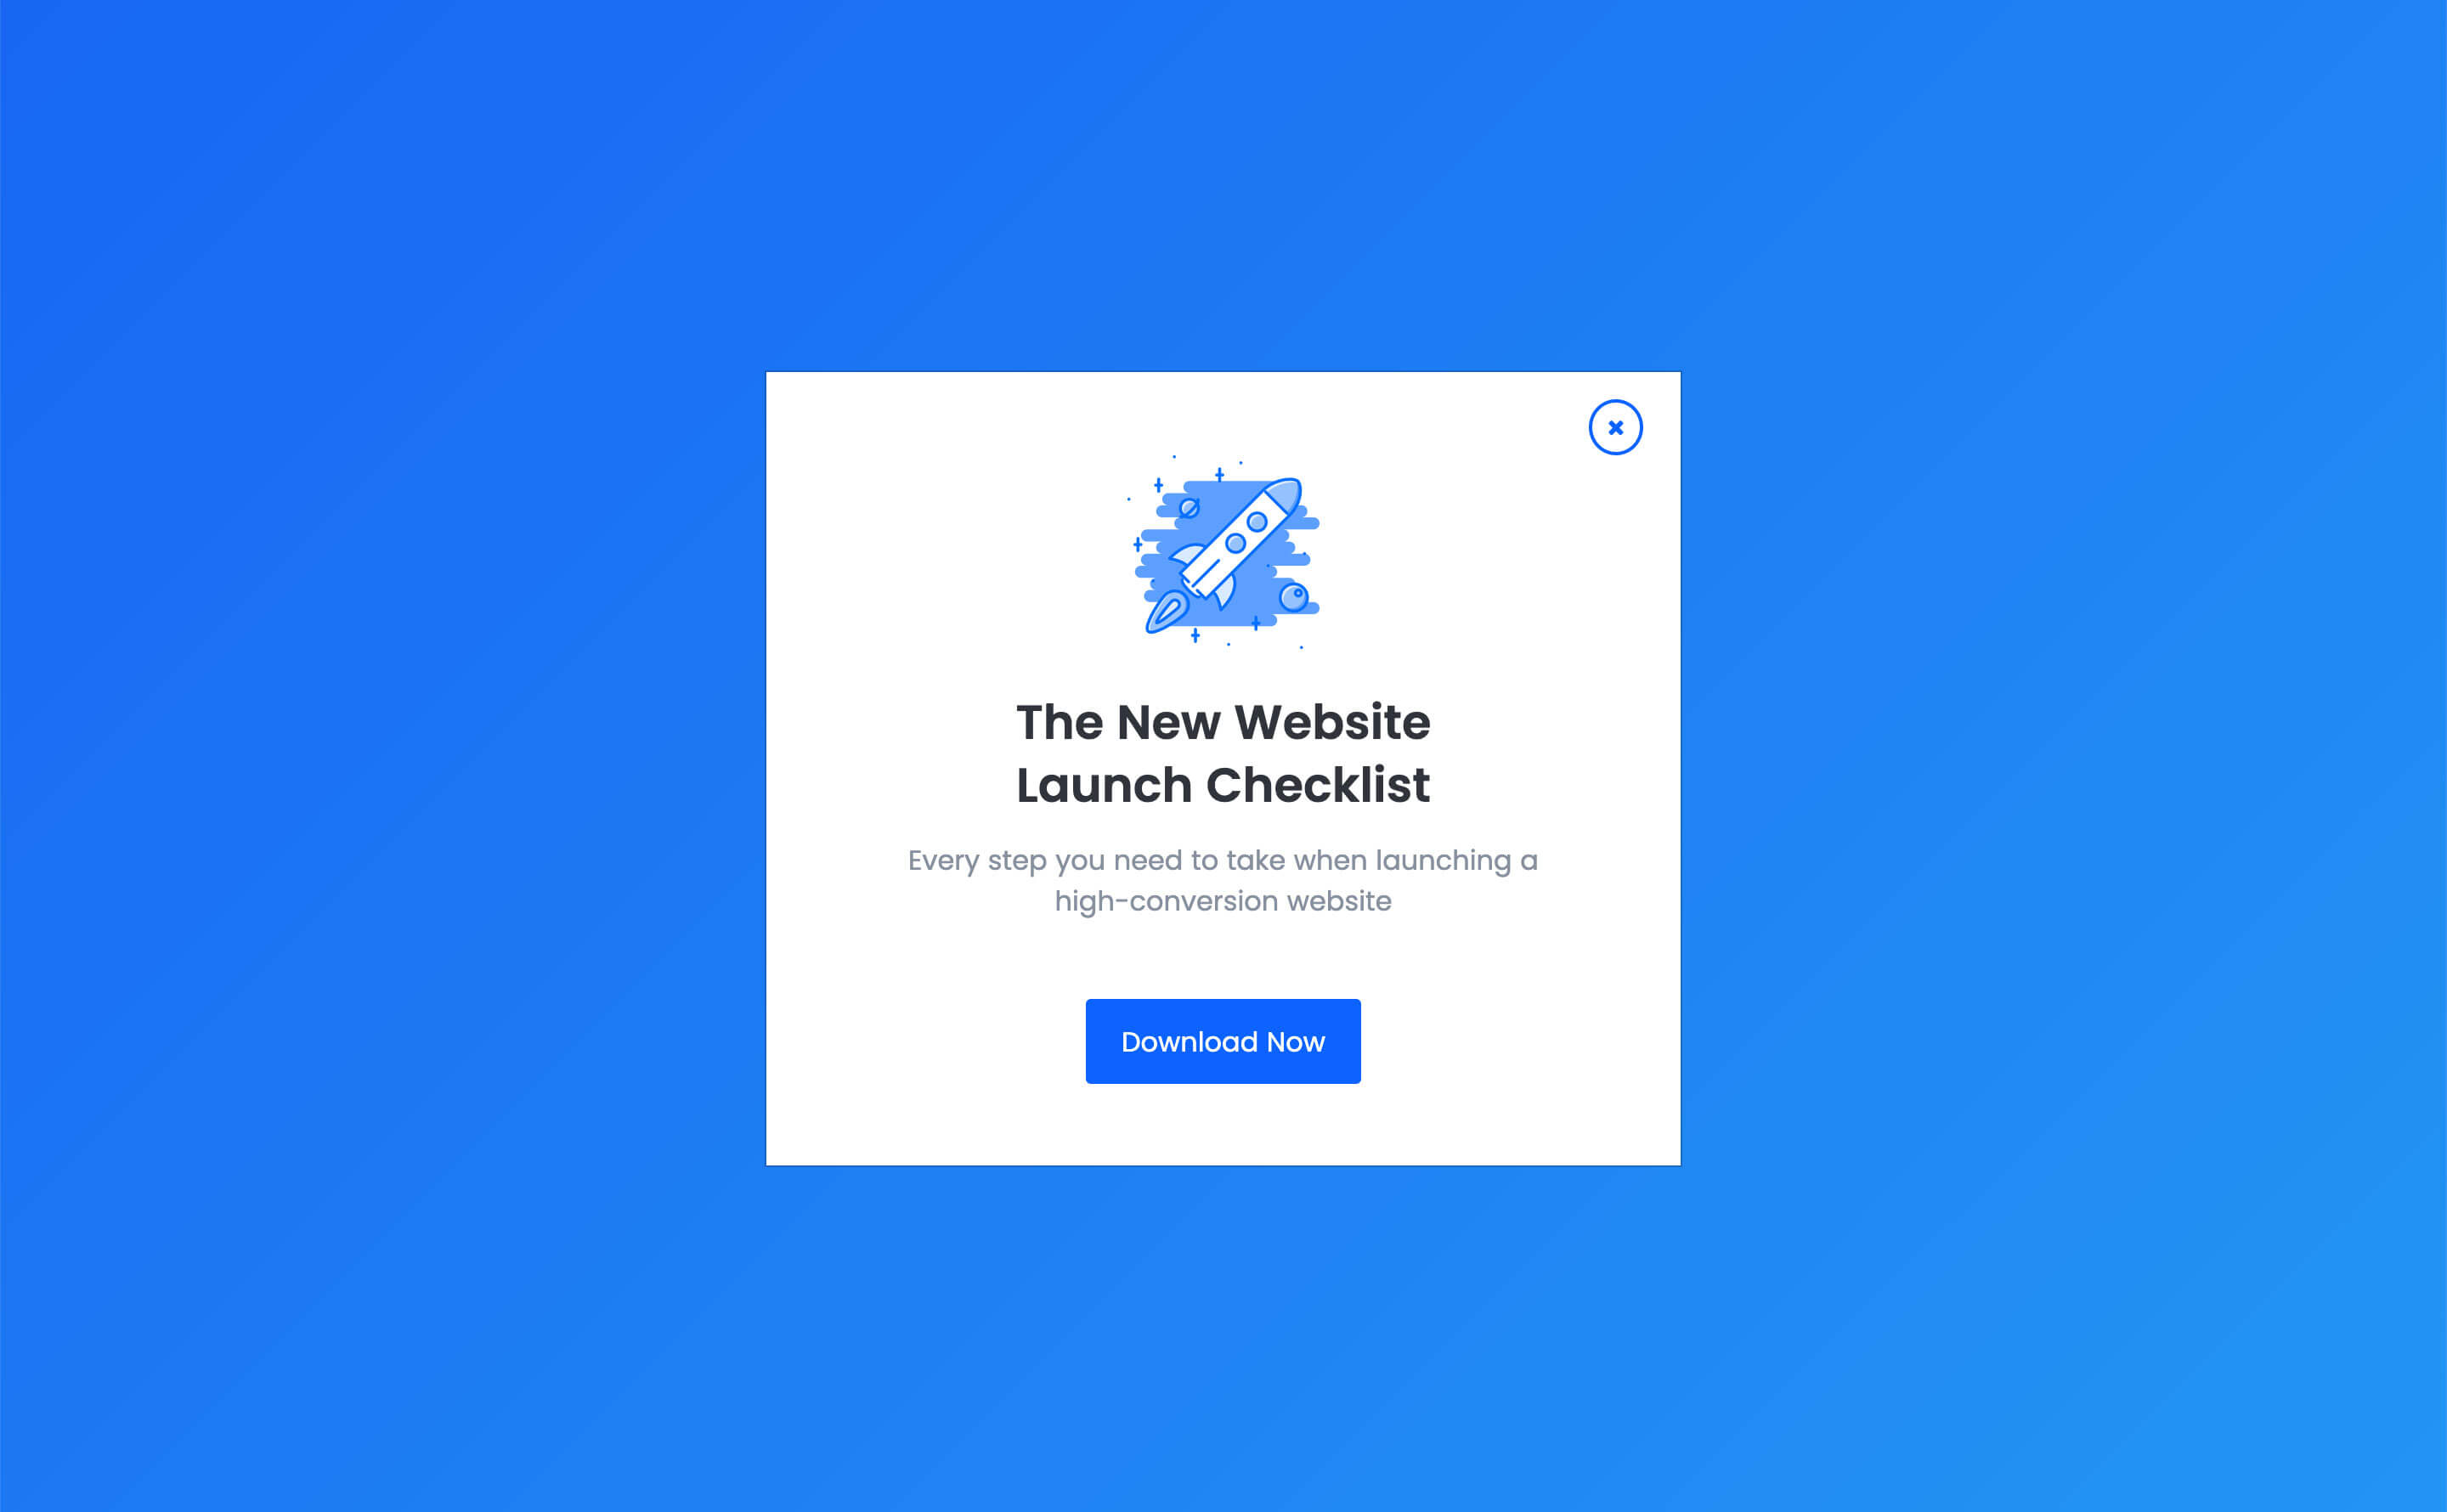 The New Website
Launch Checklist
Every step you need to take when launching a
high-conversion website
Download Now